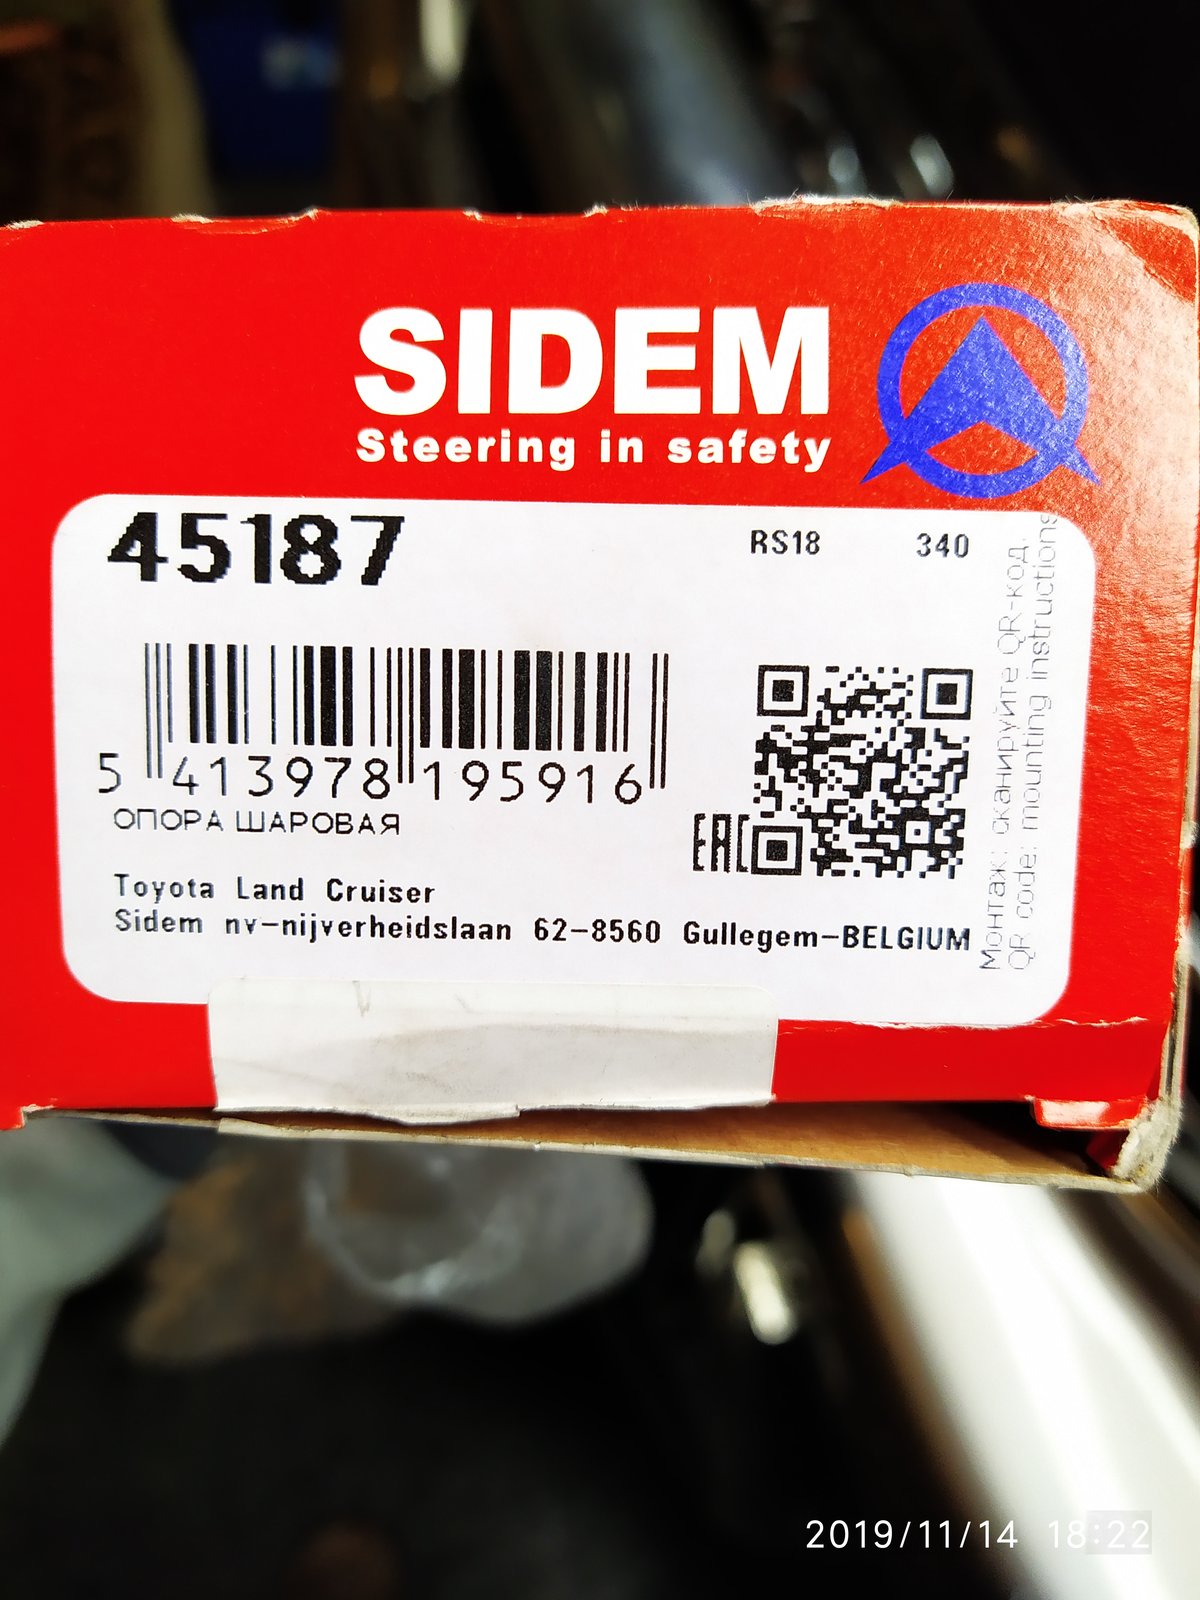 SIDEM
Steering in safety
45187
RS18 340
5 413978 195916
ОПОРА ШАРОВАЯ
EAC
Toyota Land Cruiser
Sidem nv-nijverheidslaan 62-8560 Gullegem-BELGIUM
Монтаж: сканируйте QR-код.
QR code: mounting instructions
2019/11/14 18:22